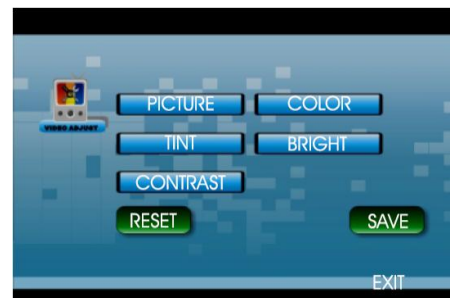 PICTURE COLOR
VIDEO ADJUST
TINT BRIGHT
CONTRAST
RESET SAVE
EXIT